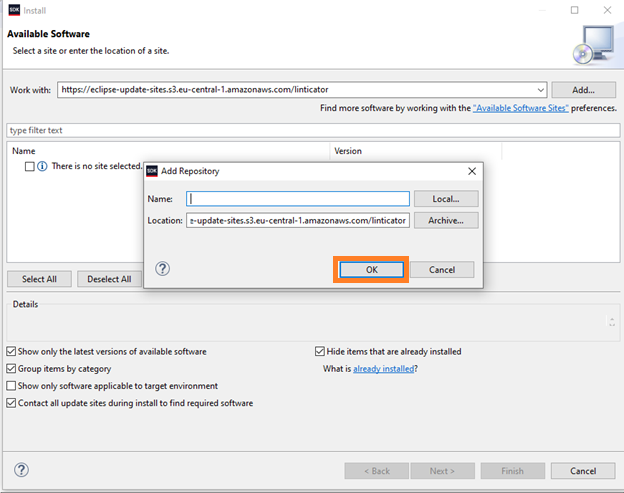 SDK Install
Available Software
Select a site or enter the location of a site.
Work with: https://eclipse-update-sites.s3.eu-central-1.amazonaws.com/linticator Add...
Find more software by working with the "Available Software Sites" preferences.
type filter text
Name Version
There is no site selected.
SDK Add Repository
Name: Local...
Location: e-update-sites.s3.eu-central-1.amazonaws.com/linticator Archive...
? OK Cancel
Select All Deselect All
Details
Show only the latest versions of available software Hide items that are already installed
Group items by category What is already installed?
Show only software applicable to target environment
Contact all update sites during install to find required software
? < Back Next > Finish Cancel